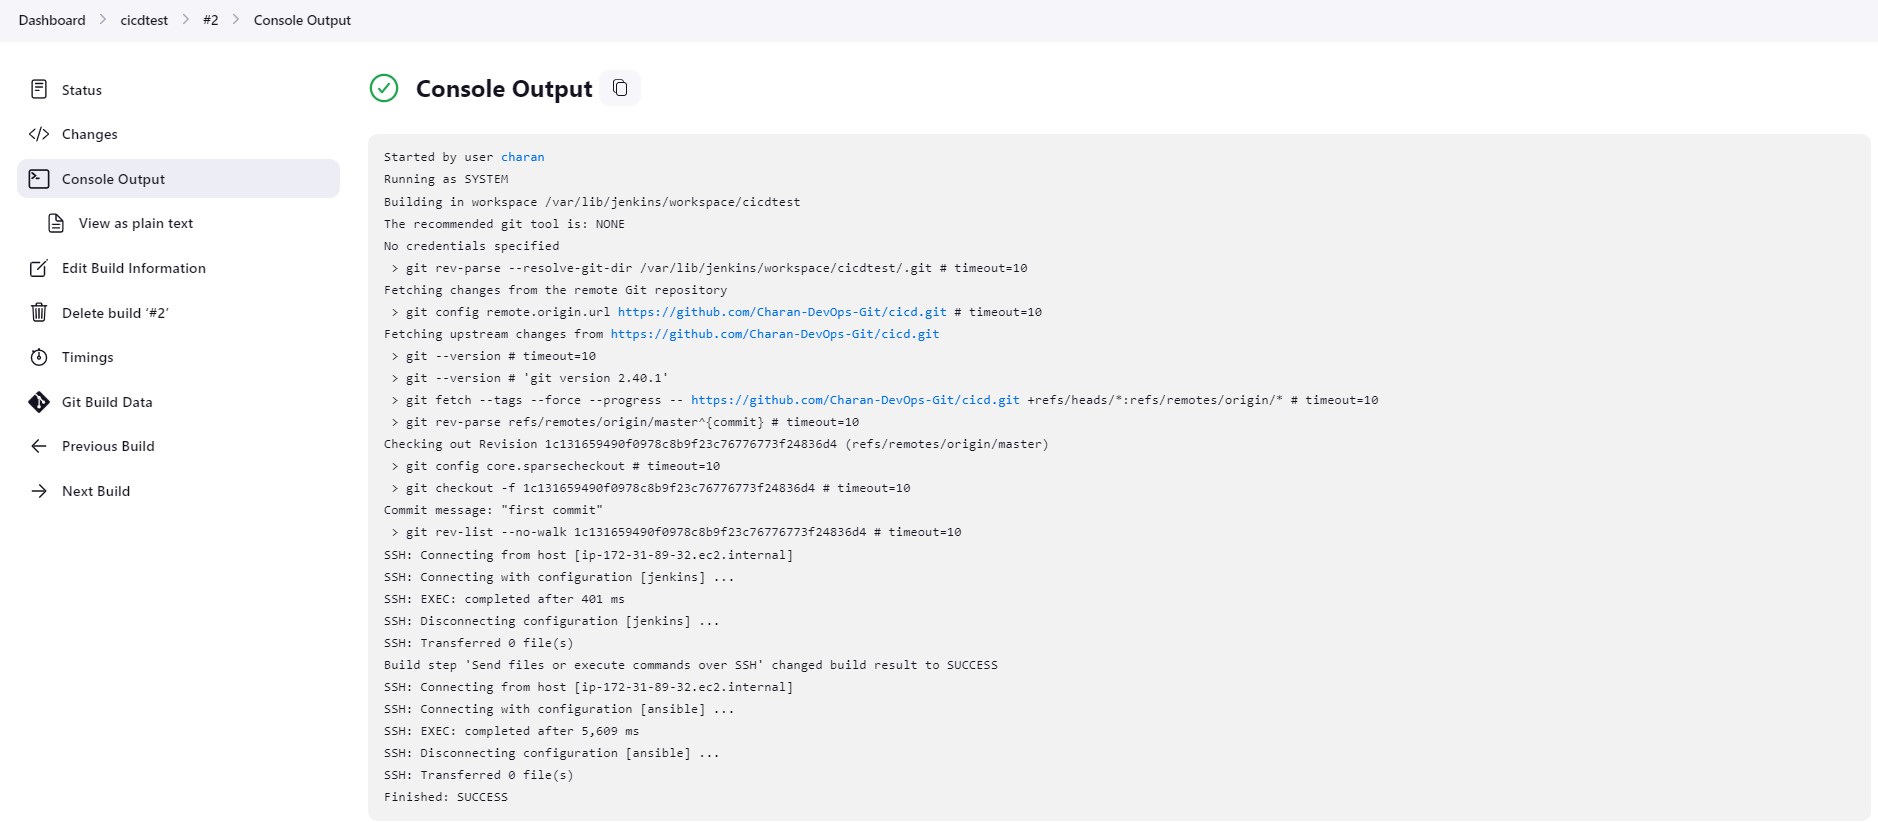 Dashboard > cicdtest > #2 > Console Output
Status
Changes
Console Output
View as plain text
Edit Build Information
Delete build ‘#2’
Timings
Git Build Data
Previous Build
Next Build
Console Output
Started by user charan
Running as SYSTEM
Building in workspace /var/lib/jenkins/workspace/cicdtest
The recommended git tool is: NONE
No credentials specified
 > git rev-parse --resolve-git-dir /var/lib/jenkins/workspace/cicdtest/.git # timeout=10
Fetching changes from the remote Git repository
 > git config remote.origin.url https://github.com/Charan-DevOps-Git/cicd.git # timeout=10
Fetching upstream changes from https://github.com/Charan-DevOps-Git/cicd.git
 > git --version # timeout=10
 > git --version # 'git version 2.40.1'
 > git fetch --tags --force --progress -- https://github.com/Charan-DevOps-Git/cicd.git +refs/heads/*:refs/remotes/origin/* # timeout=10
 > git rev-parse refs/remotes/origin/master^{commit} # timeout=10
Checking out Revision 1c131659490f0978c8b9f23c76776773f24836d4 (refs/remotes/origin/master)
 > git config core.sparsecheckout # timeout=10
 > git checkout -f 1c131659490f0978c8b9f23c76776773f24836d4 # timeout=10
Commit message: "first commit"
 > git rev-list --no-walk 1c131659490f0978c8b9f23c76776773f24836d4 # timeout=10
SSH: Connecting from host [ip-172-31-89-32.ec2.internal]
SSH: Connecting with configuration [jenkins] ...
SSH: EXEC: completed after 401 ms
SSH: Disconnecting configuration [jenkins] ...
SSH: Transferred 0 file(s)
Build step 'Send files or execute commands over SSH' changed build result to SUCCESS
SSH: Connecting from host [ip-172-31-89-32.ec2.internal]
SSH: Connecting with configuration [ansible] ...
SSH: EXEC: completed after 5,609 ms
SSH: Disconnecting configuration [ansible] ...
SSH: Transferred 0 file(s)
Finished: SUCCESS